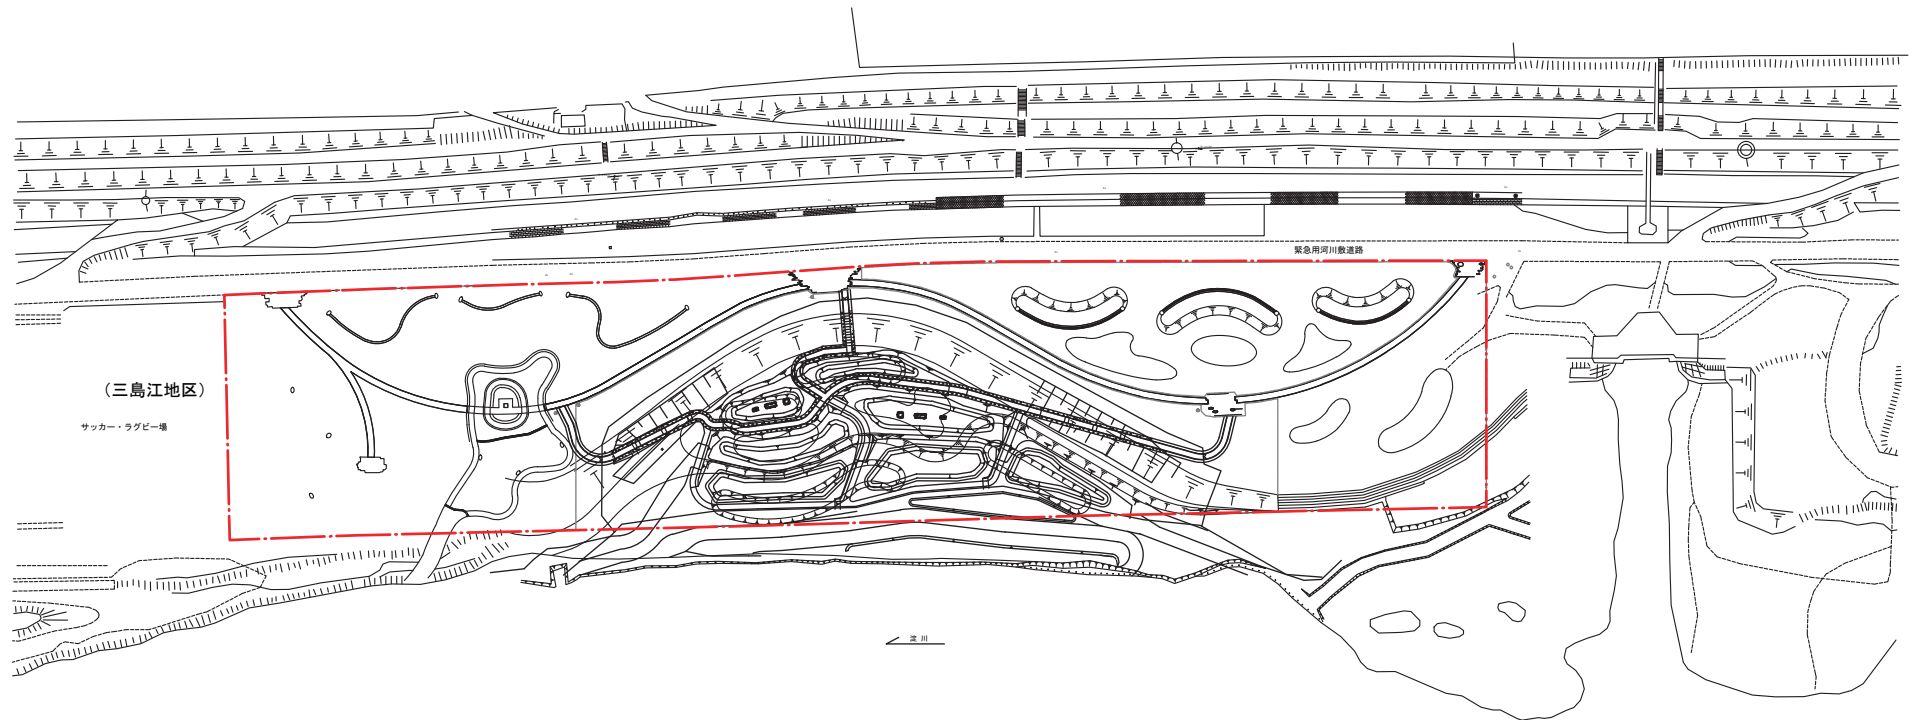 緊急用河川敷道路
（三島江地区）
サッカー・ラグビー場
淀 川